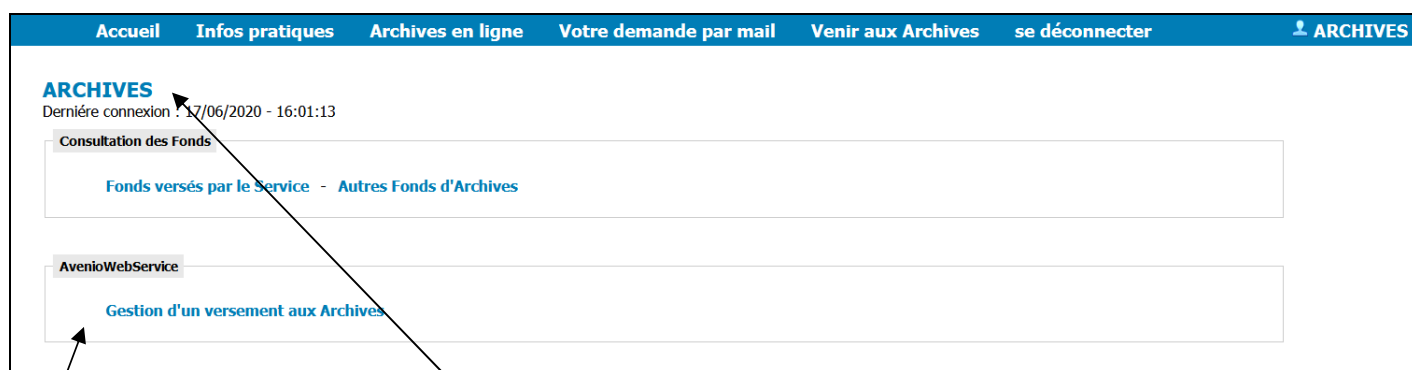 Accueil Infos pratiques Archives en ligne Votre demande par mail Venir aux Archives se déconnecter ARCHIVES
ARCHIVES
Derniére connexion : 17/06/2020 - 16:01:13
Consultation des Fonds
Fonds versés par le Service - Autres Fonds d'Archives
AvenioWebService
Gestion d'un versement aux Archives